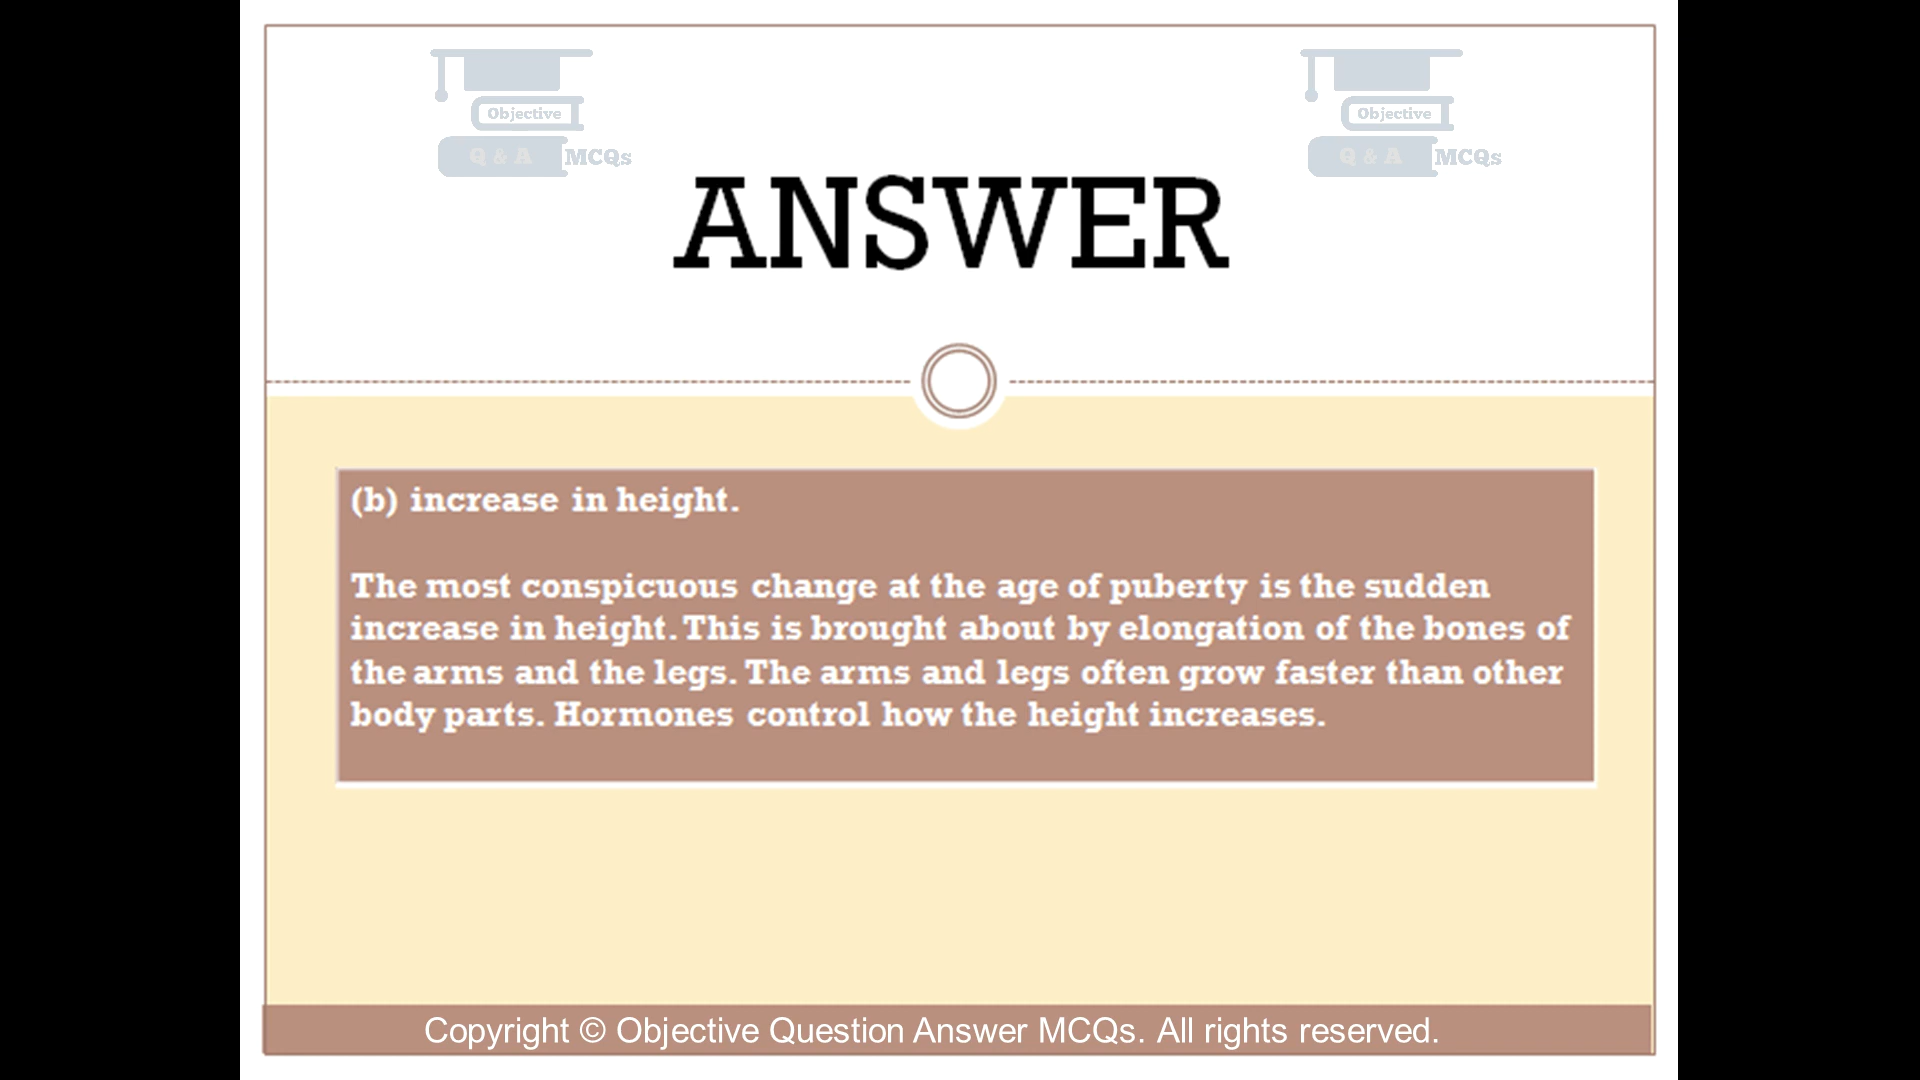 Objective
Q & A MCQs
Objective
Q & A MCQs
ANSWER
(b) increase in height.
The most conspicuous change at the age of puberty is the sudden
increase in height. This is brought about by elongation of the bones of
the arms and the legs. The arms and legs often grow faster than other
body parts. Hormones control how the height increases.
Copyright © Objective Question Answer MCQs. All rights reserved.